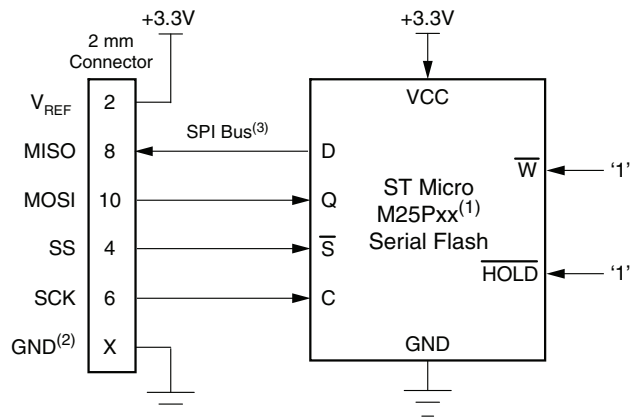 +3.3V
+3.3V
2 mm
Connector
V_REF 2
MISO 8
MOSI 10
SS 4
SCK 6
GND(2) X
SPI Bus(3)
VCC
D
Q
S̅
C
ST Micro
M25Pxx(1)
Serial Flash
W̅ '1'
H̅O̅L̅D̅ '1'
GND